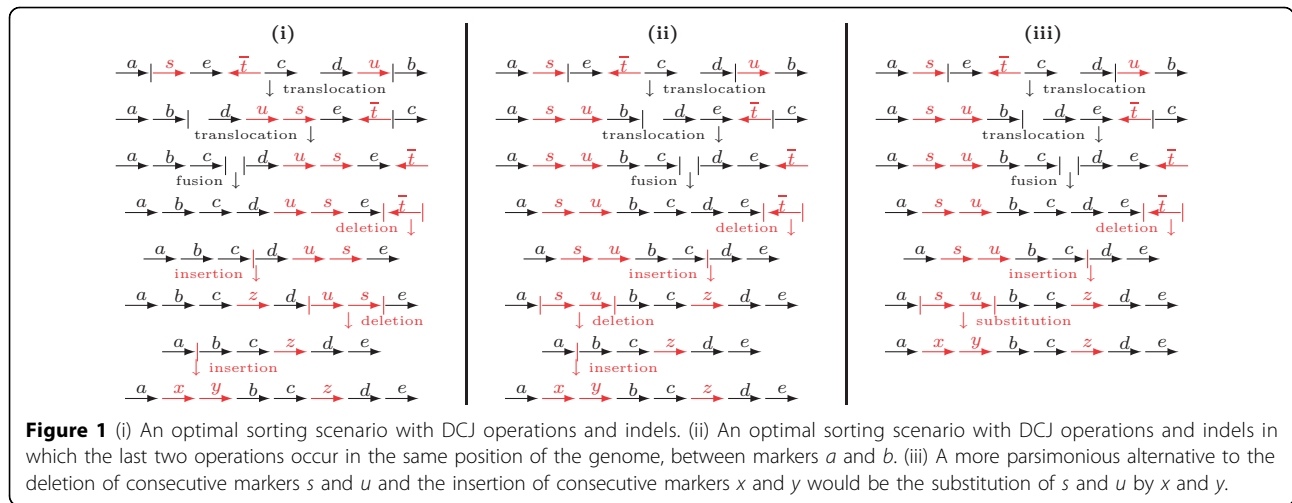 (i)
a s e t̅ c d u b
translocation
a b d u s e t̅ c
translocation
a b c d u s e t̅
fusion
a b c d u s e t̅
deletion
a b c d u s e
insertion
a b c z d u s e
deletion
a b c z d e
insertion
a x y b c z d e
(ii)
a s e t̅ c d u b
translocation
a s u b d e t̅ c
translocation
a s u b c d e t̅
fusion
a s u b c d e t̅
deletion
a s u b c d e
insertion
a s u b c z d e
deletion
a b c z d e
insertion
a x y b c z d e
(iii)
a s e t̅ c d u b
translocation
a s u b d e t̅ c
translocation
a s u b c d e t̅
fusion
a s u b c d e t̅
deletion
a s u b c d e
insertion
a s u b c z d e
substitution
a x y b c z d e
Figure 1 (i) An optimal sorting scenario with DCJ operations and indels. (ii) An optimal sorting scenario with DCJ operations and indels in
which the last two operations occur in the same position of the genome, between markers a and b. (iii) A more parsimonious alternative to the
deletion of consecutive markers s and u and the insertion of consecutive markers x and y would be the substitution of s and u by x and y.